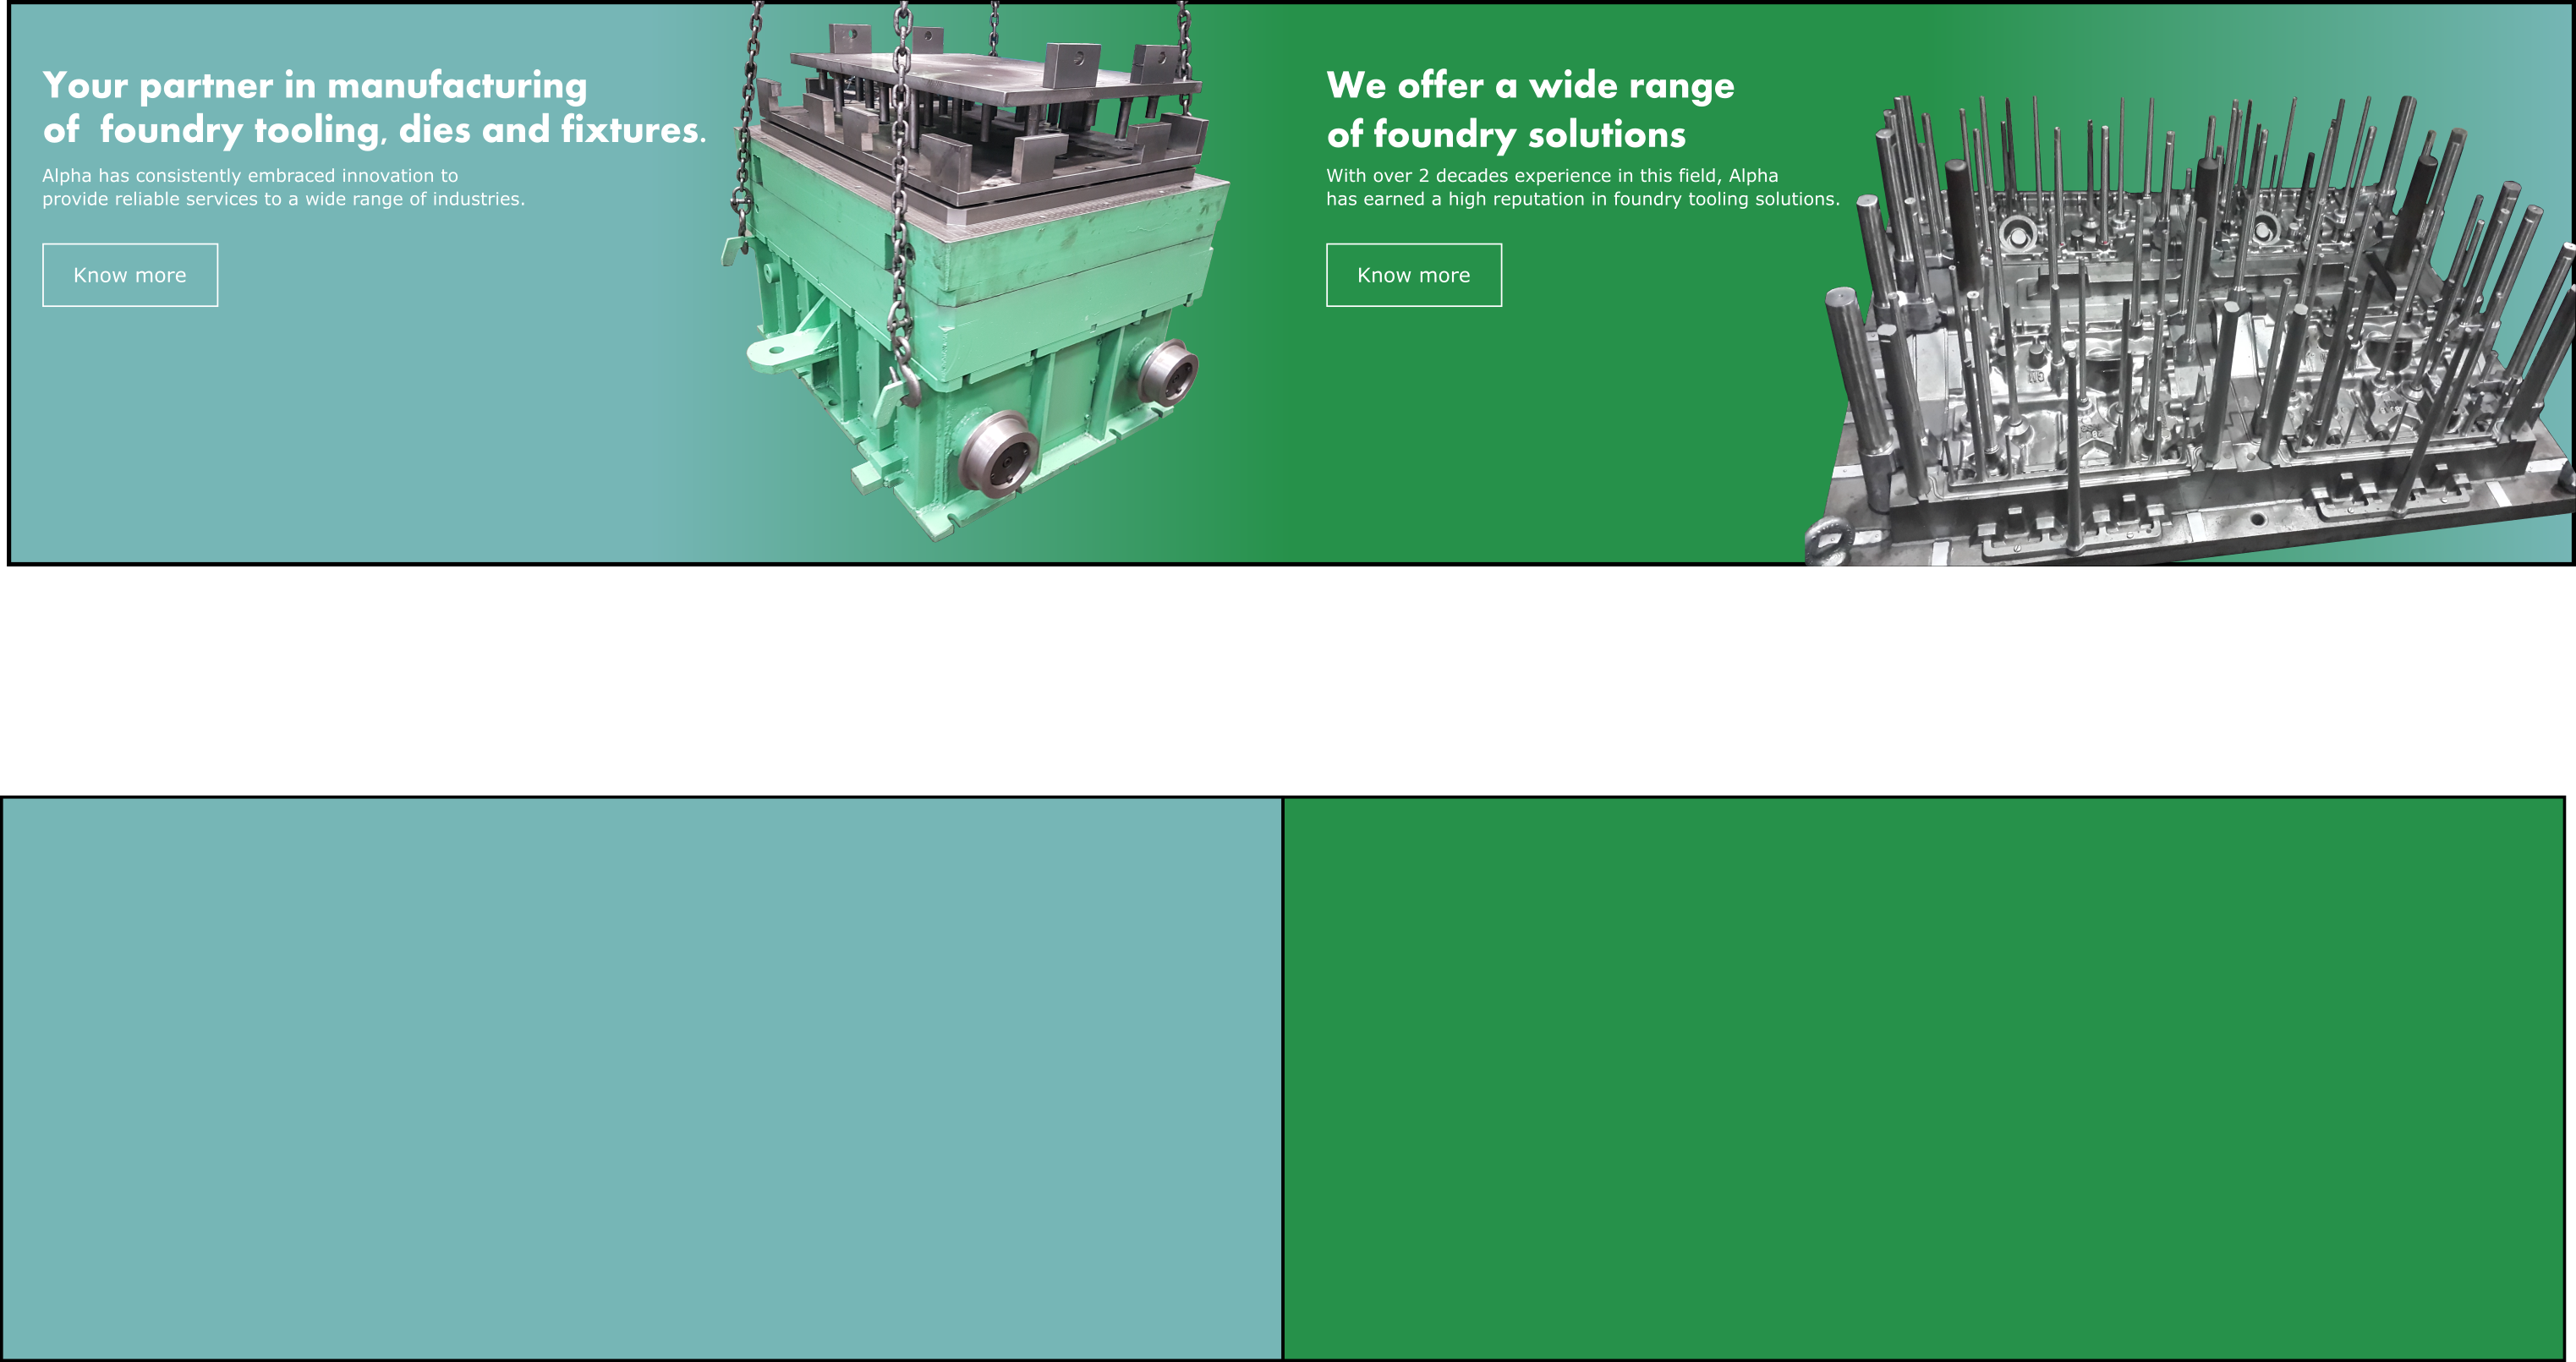 Your partner in manufacturing
of  foundry tooling, dies and fixtures.
Alpha has consistently embraced innovation to
provide reliable services to a wide range of industries.
Know more
We offer a wide range
of foundry solutions
With over 2 decades experience in this field, Alpha
has earned a high reputation in foundry tooling solutions.
Know more